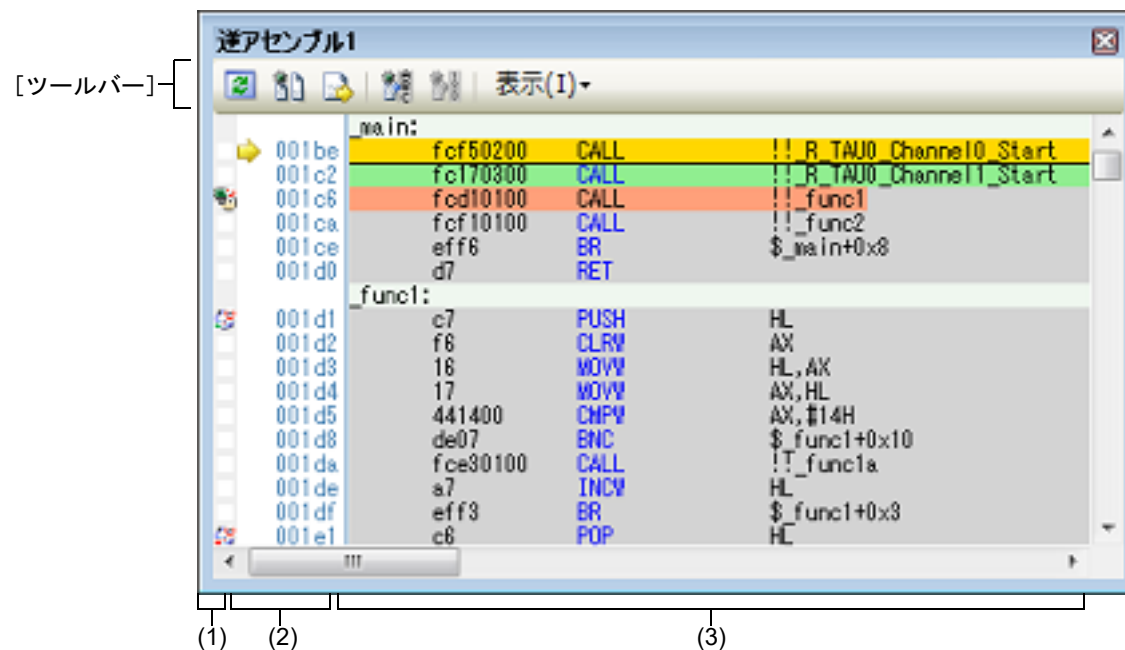 逆アセンブル1
[ツールバー]
表示(I)
_main:
001be fcf50200 CALL !!_R_TAU0_Channel0_Start
001c2 fc170300 CALL !!_R_TAU0_Channel1_Start
001c6 fcd10100 CALL !!_func1
001ca fcf10100 CALL !!_func2
001ce eff6 BR $_main+0x8
001d0 d7 RET
_func1:
001d1 c7 PUSH HL
001d2 f6 CLRW AX
001d3 16 MOVW HL,AX
001d4 17 MOVW AX,HL
001d5 441400 CMPW AX,#14H
001d8 de07 BNC $_func1+0x10
001da fce30100 CALL !!_func1a
001de a7 INCW HL
001df eff3 BR $_func1+0x3
001e1 c6 POP HL
(1) (2) (3)